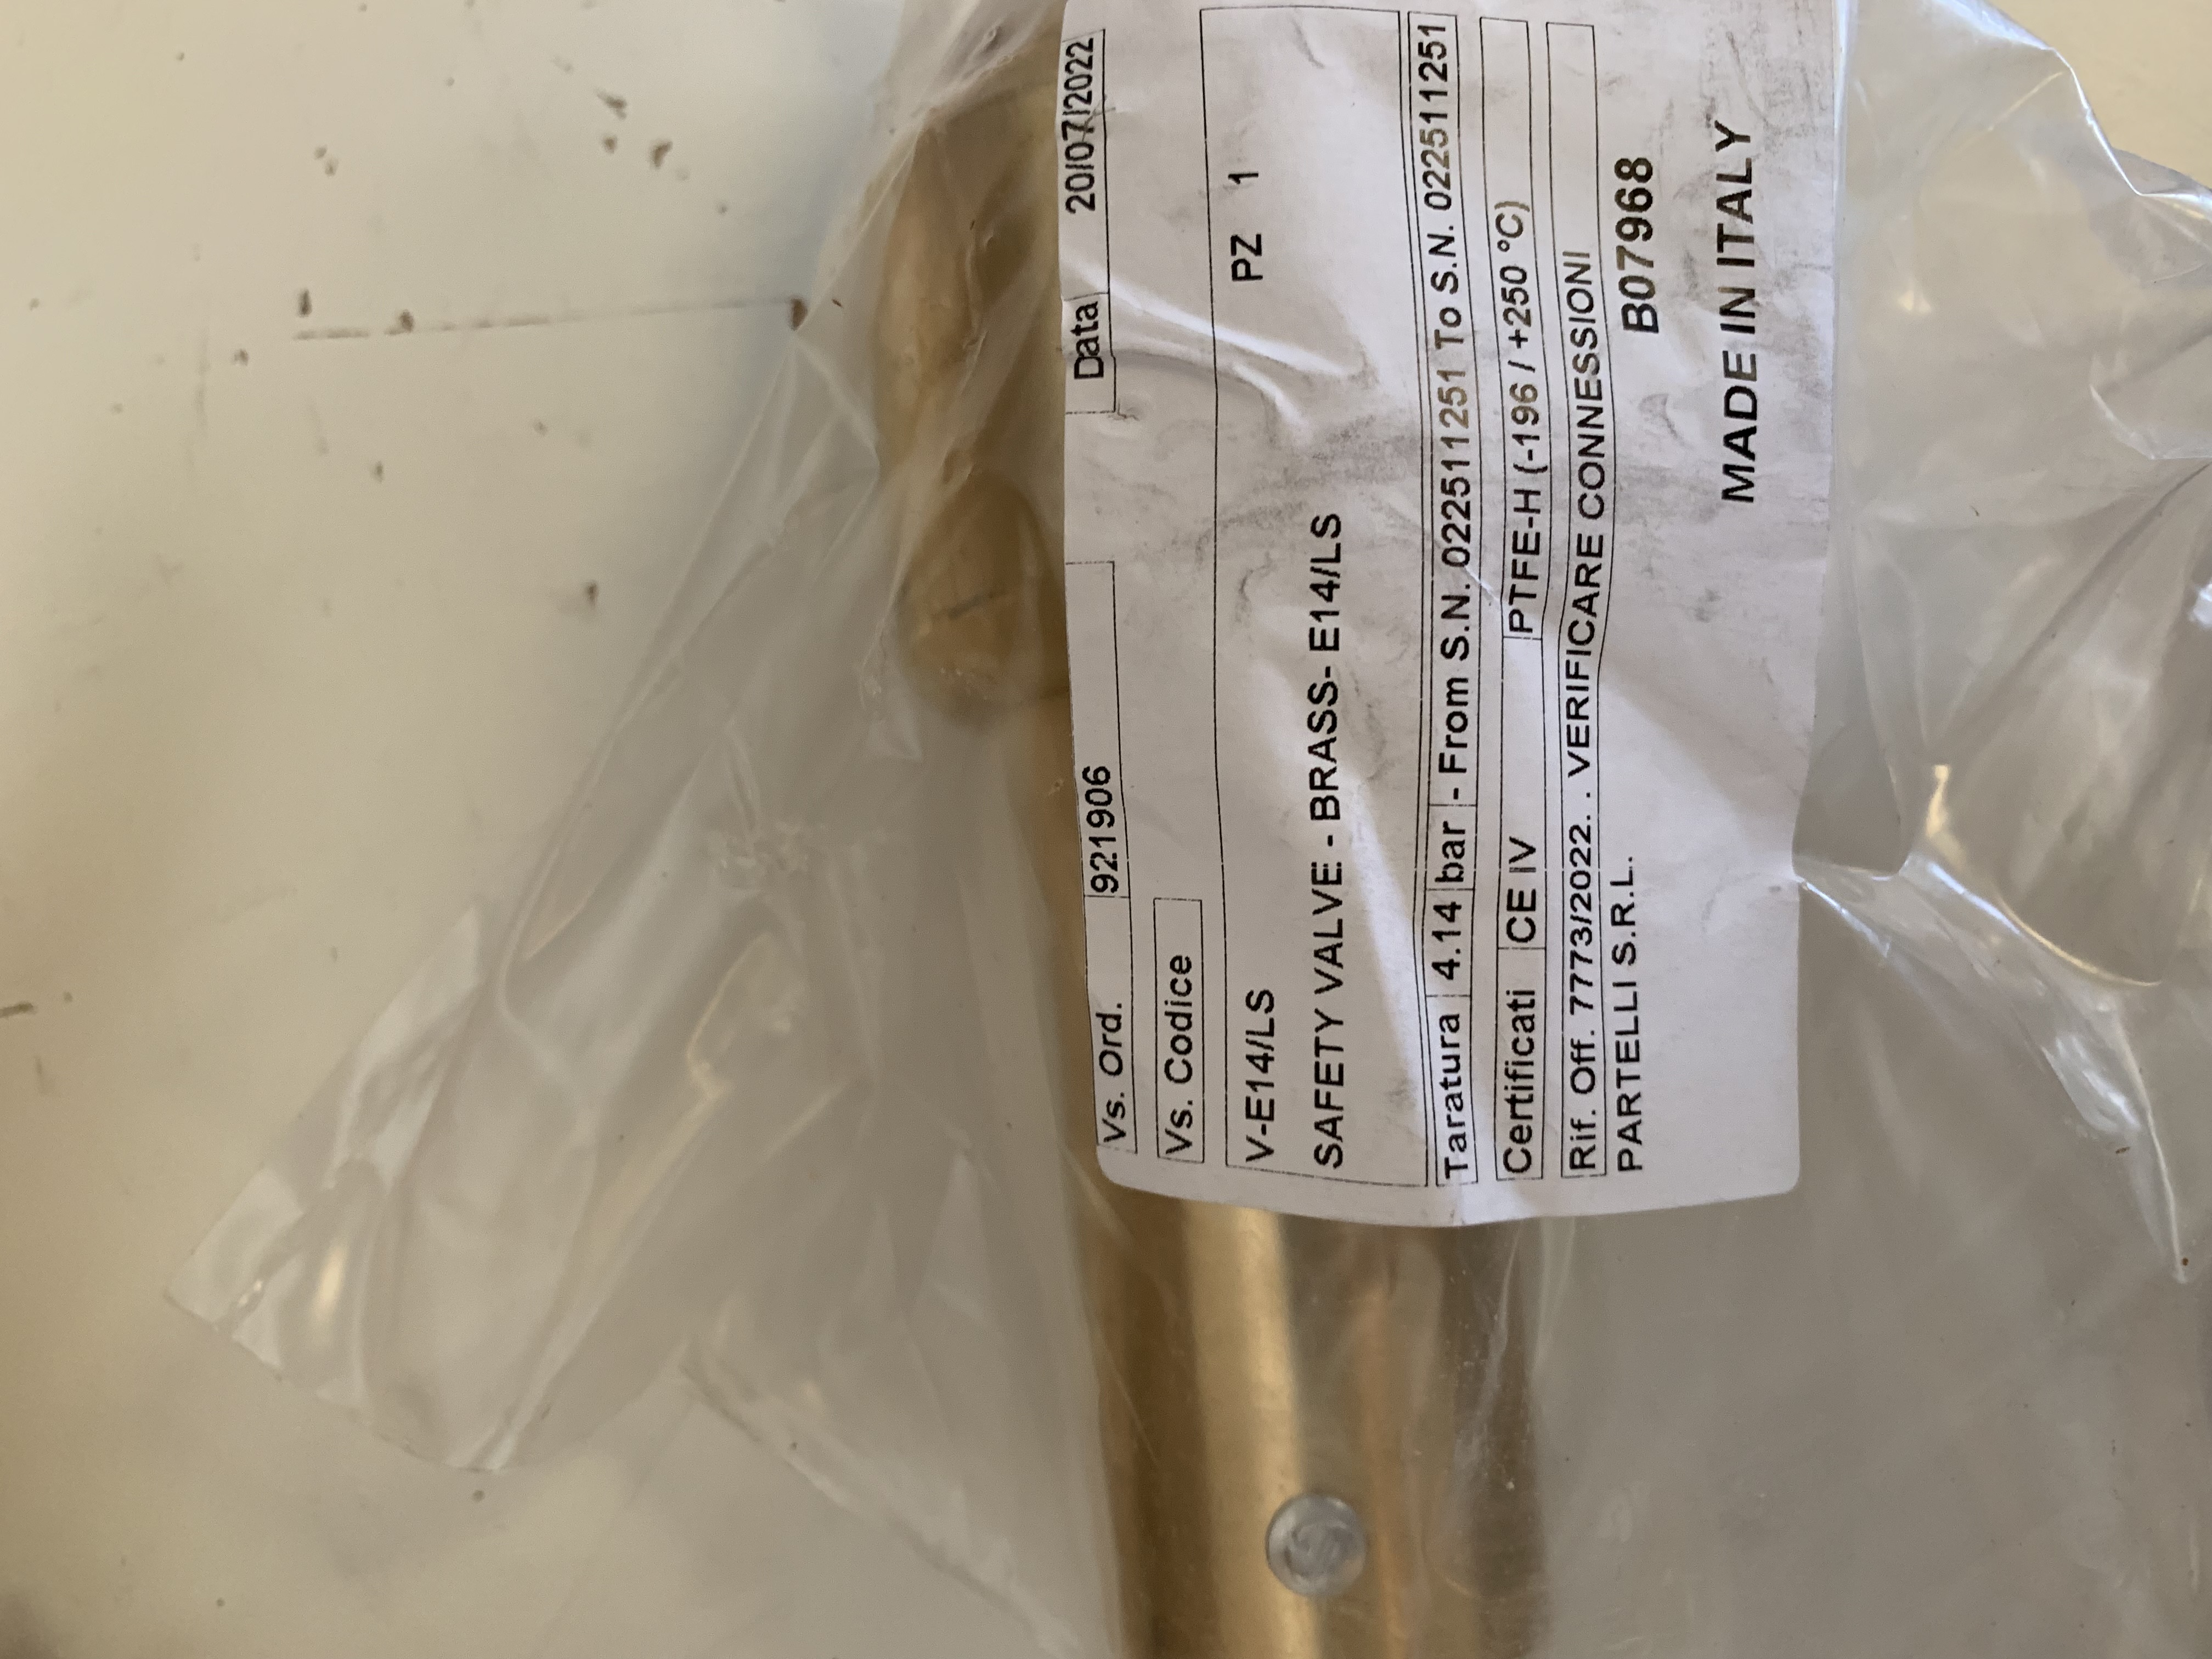 Vs. Ord. 921906 Data 20/07/2022
Vs. Codice
V-E14/LS PZ 1
SAFETY VALVE - BRASS- E14/LS
Taratura 4.14 bar - From S.N. 022511251 To S.N. 022511251
Certificati CE IV PTFE-H (-196 / +250 °C)
Rif. Off. 7773/2022. . VERIFICARE CONNESSIONI
PARTELLI S.R.L. B07968
MADE IN ITALY